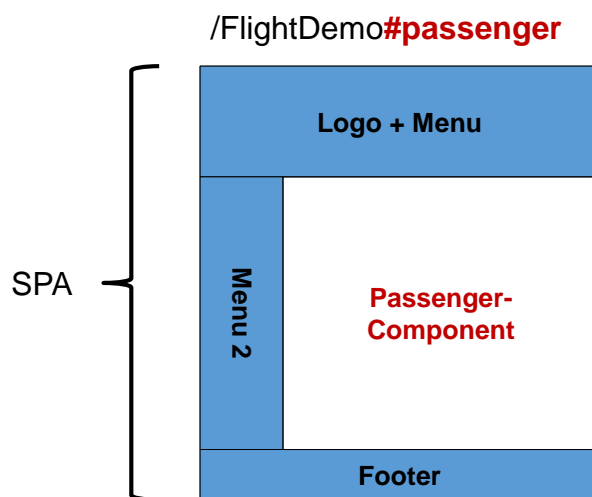 /FlightDemo#passenger
Logo + Menu
SPA
Menu 2
Passenger-
Component
Footer